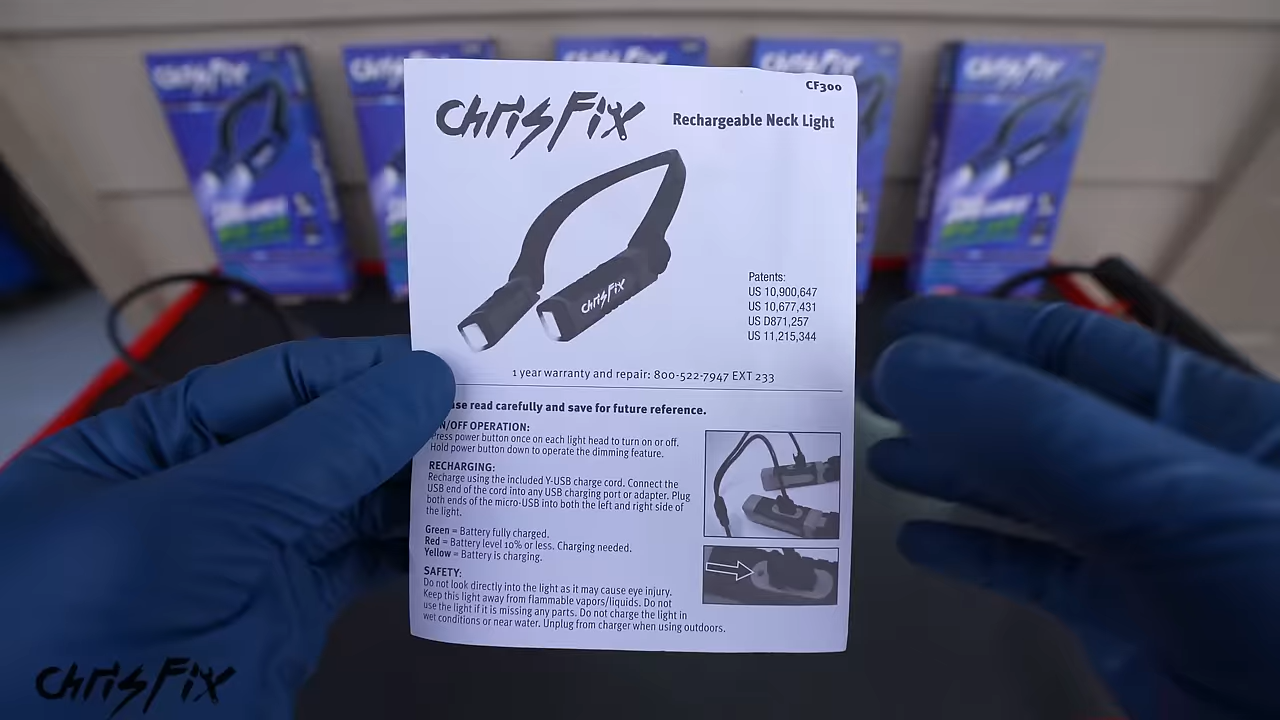 ChrisFix
ChrisFix
ChrisFix
CF300
ChrisFix
Rechargeable Neck Light
ChrisFix
Patents:
US 10,900,647
US 10,677,431
US D871,257
US 11,215,344
1 year warranty and repair: 800-522-7947 EXT 233
read carefully and save for future reference.
OPERATION:
Press power button once on each light head to turn on or off.
Hold power button down to operate the dimming feature.
RECHARGING:
Recharge using the included Y-USB charge cord. Connect the
USB end of the cord into any USB charging port or adapter. Plug
both ends of the micro-USB into both the left and right side of
the light.
Green = Battery fully charged.
Red = Battery level 10% or less. Charging needed.
Yellow = Battery is charging.
SAFETY:
Do not look directly into the light as it may cause eye injury.
Keep this light away from flammable vapors/liquids. Do not
use the light if it is missing any parts. Do not charge the light in
wet conditions or near water. Unplug from charger when using outdoors.
ChrisFix